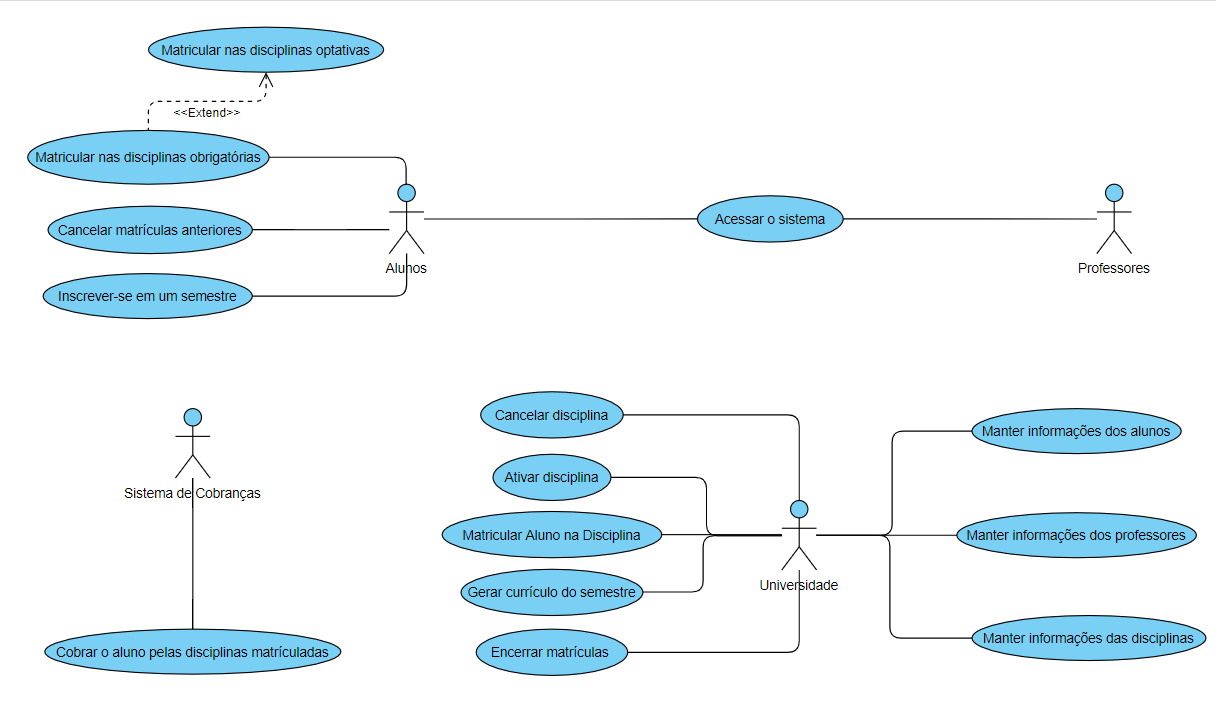 Matricular nas disciplinas optativas
<<Extend>>
Matricular nas disciplinas obrigatórias
Cancelar matrículas anteriores
Acessar o sistema
Alunos
Professores
Inscrever-se em um semestre
Cancelar disciplina
Manter informações dos alunos
Ativar disciplina
Sistema de Cobranças
Matricular Aluno na Disciplina
Manter informações dos professores
Universidade
Gerar currículo do semestre
Manter informações das disciplinas
Cobrar o aluno pelas disciplinas matrículadas
Encerrar matrículas